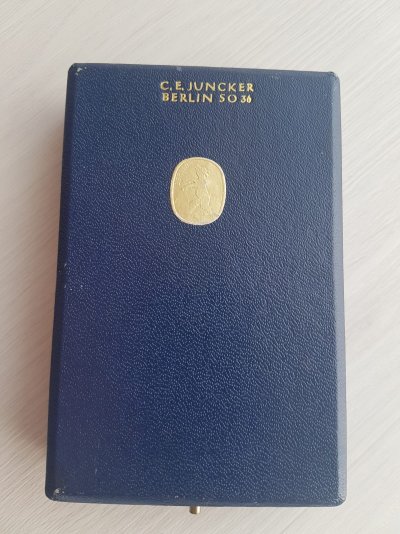 C. E. JUNCKER
BERLIN SO 36